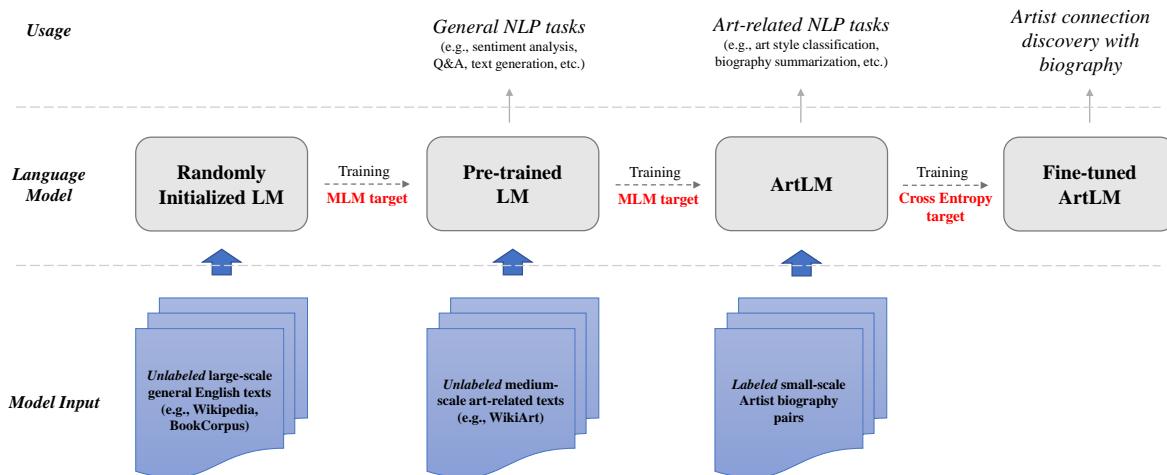 Usage
General NLP tasks
(e.g., sentiment analysis,
Q&A, text generation, etc.)
Art-related NLP tasks
(e.g., art style classification,
biography summarization, etc.)
Artist connection
discovery with
biography
Language
Model
Randomly
Initialized LM
Training
MLM target
Pre-trained
LM
Training
MLM target
ArtLM
Training
Cross Entropy
target
Fine-tuned
ArtLM
Model Input
Unlabeled large-scale
general English texts
(e.g., Wikipedia,
BookCorpus)
Unlabeled medium-
scale art-related texts
(e.g., WikiArt)
Labeled small-scale
Artist biography
pairs